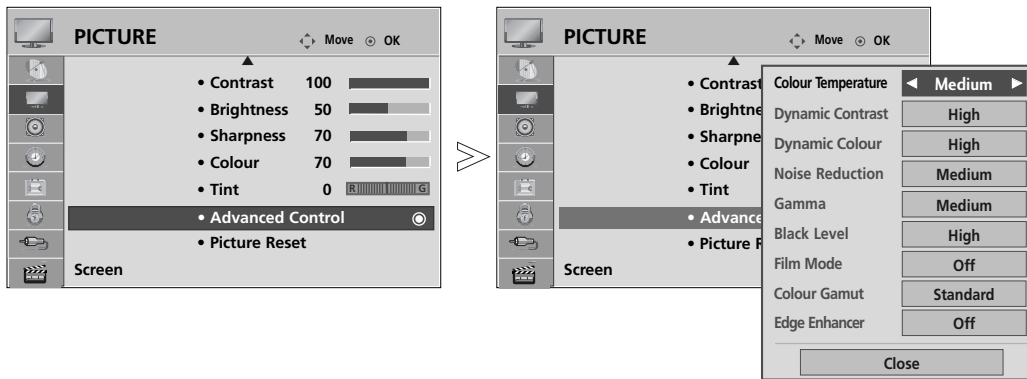 PICTURE
Move OK
• Contrast 100
• Brightness 50
• Sharpness 70
• Colour 70
• Tint 0 R G
• Advanced Control
• Picture Reset
Screen
PICTURE
Move OK
• Contrast
• Brightne
• Sharpne
• Colour
• Tint
• Advance
• Picture R
Screen
Colour Temperature Medium
Dynamic Contrast High
Dynamic Colour High
Noise Reduction Medium
Gamma Medium
Black Level High
Film Mode Off
Colour Gamut Standard
Edge Enhancer Off
Close